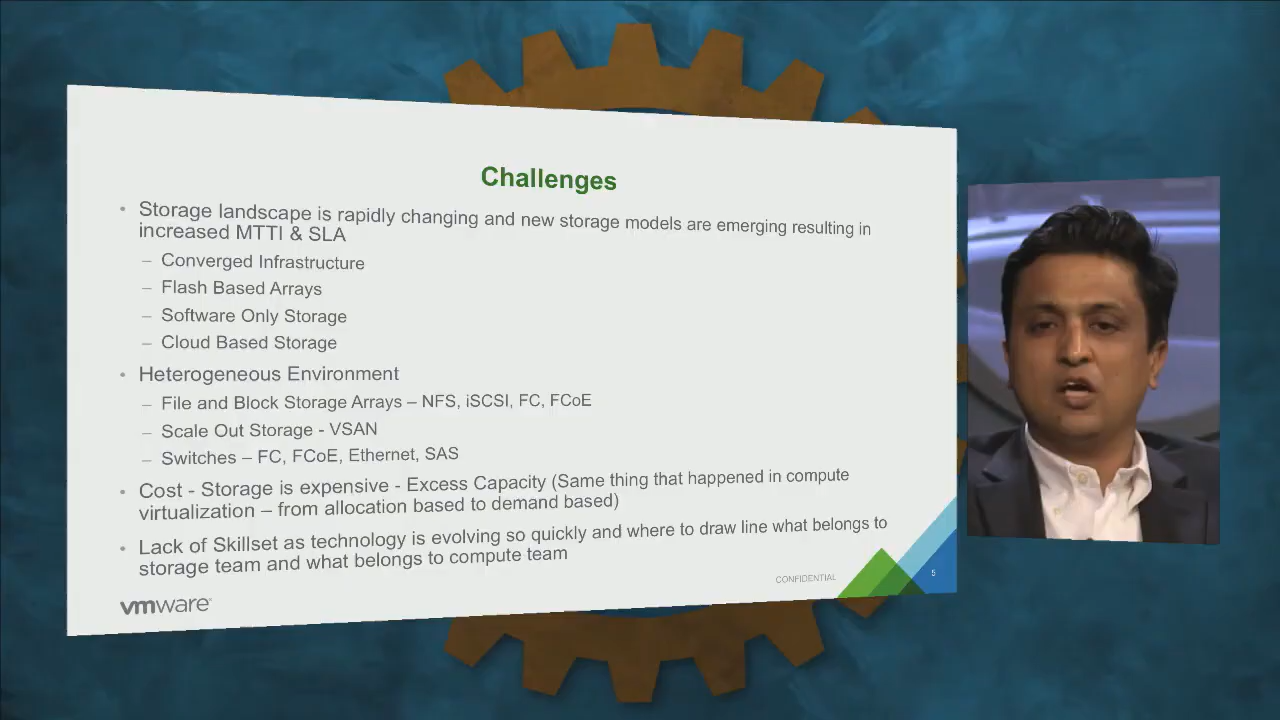 Challenges
• Storage landscape is rapidly changing and new storage models are emerging resulting in
increased MTTI & SLA
– Converged Infrastructure
– Flash Based Arrays
– Software Only Storage
– Cloud Based Storage
• Heterogeneous Environment
– File and Block Storage Arrays – NFS, iSCSI, FC, FCoE
– Scale Out Storage - VSAN
– Switches – FC, FCoE, Ethernet, SAS
• Cost - Storage is expensive - Excess Capacity (Same thing that happened in compute
virtualization – from allocation based to demand based)
• Lack of Skillset as technology is evolving so quickly and where to draw line what belongs to
storage team and what belongs to compute team
CONFIDENTIAL
5
vmware®